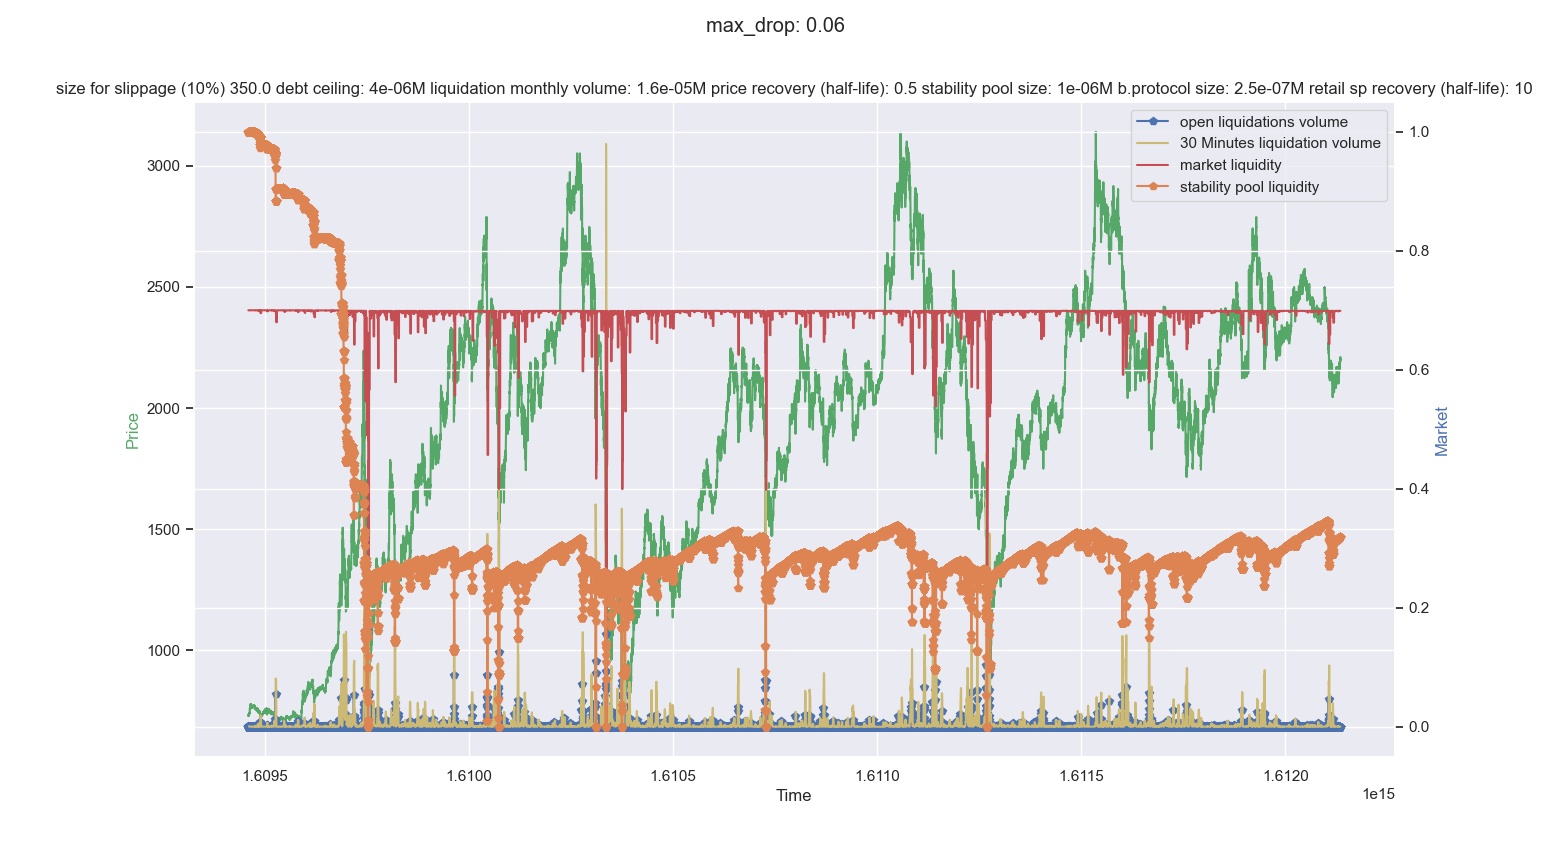 max_drop: 0.06
size for slippage (10%) 350.0 debt ceiling: 4e-06M liquidation monthly volume: 1.6e-05M price recovery (half-life): 0.5 stability pool size: 1e-06M b.protocol size: 2.5e-07M retail sp recovery (half-life): 10
open liquidations volume
30 Minutes liquidation volume
market liquidity
stability pool liquidity
Price
3000
2500
2000
1500
1000
1.0
0.8
0.6
0.4
0.2
0.0
Market
1.6095 1.6100 1.6105 1.6110 1.6115 1.6120
1e15
Time